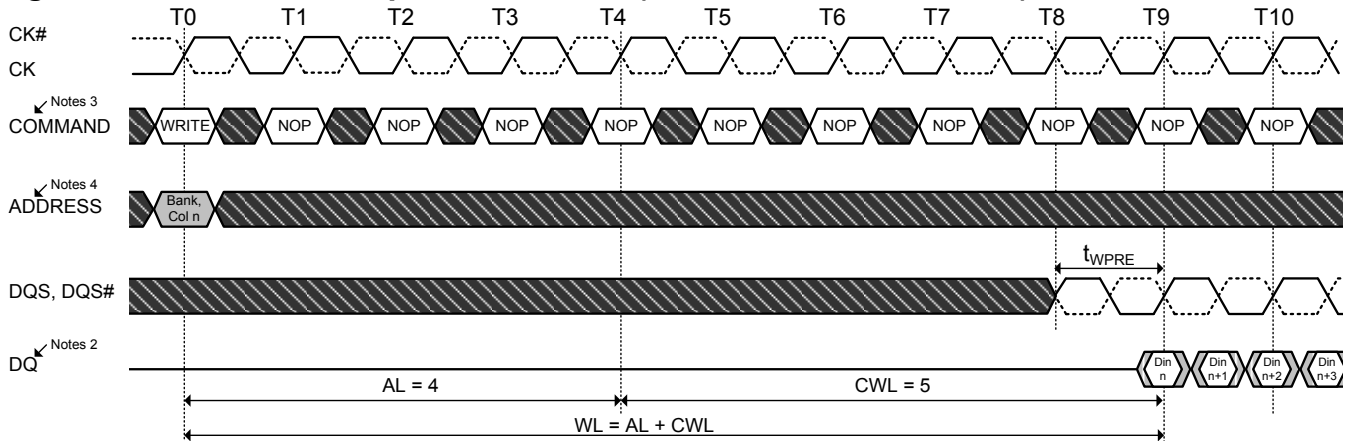 T0 T1 T2 T3 T4 T5 T6 T7 T8 T9 T10
CK#
CK
Notes 3
COMMAND WRITE NOP NOP NOP NOP NOP NOP NOP NOP NOP NOP
Notes 4
ADDRESS
Bank,
Col n
tWPRE
DQS, DQS#
Notes 2
DQ
Din
n
Din
n+1
Din
n+2
Din
n+3
AL = 4 CWL = 5
WL = AL + CWL